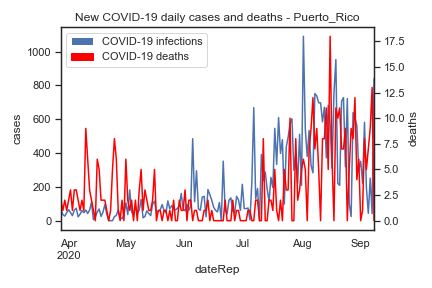 New COVID-19 daily cases and deaths - Puerto_Rico
COVID-19 infections
COVID-19 deaths
cases
1000
800
600
400
200
0
17.5
15.0
12.5
10.0
7.5
5.0
2.5
0.0
deaths
Apr
2020
May
Jun
Jul
Aug
Sep
dateRep